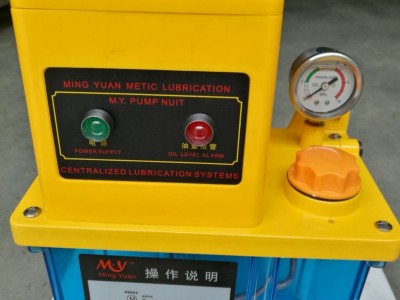 MING YUAN METIC LUBRICATION
M.Y. PUMP NUIT
电源
POWER SUPPLY
油量报警
OIL LEVEL ALARM
CENTRALIZED LUBRICATION SYSTEMS
M·Y
Ming Yuan
操作说明